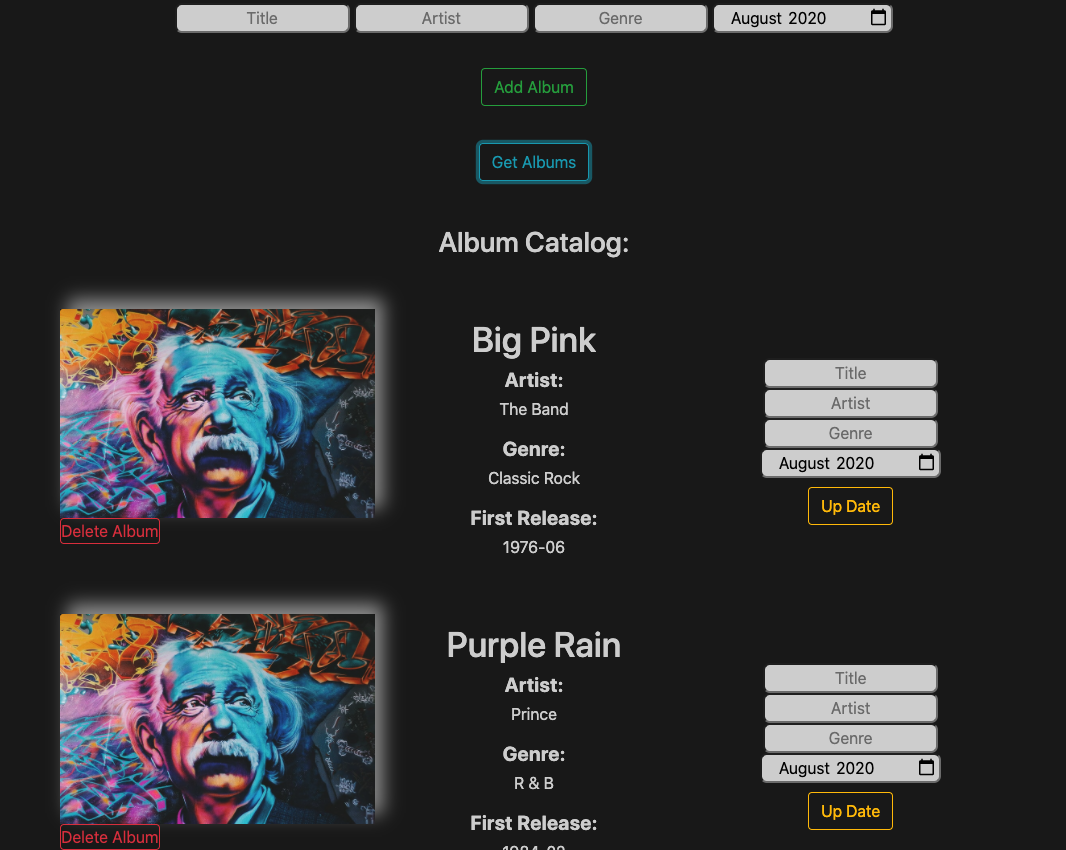 Title Artist Genre August 2020
Add Album
Get Albums
Album Catalog:
Big Pink
Artist:
The Band
Genre:
Classic Rock
First Release:
1976-06
Title
Artist
Genre
August 2020
Up Date
Delete Album
Purple Rain
Artist:
Prince
Genre:
R & B
First Release:
Title
Artist
Genre
August 2020
Up Date
Delete Album